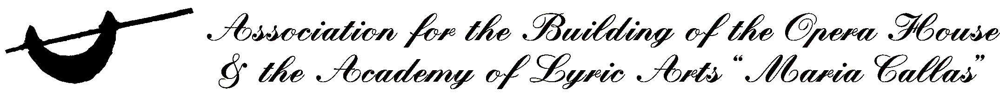 Association for the Building of the Opera House
& the Academy of Lyric Arts “Maria Callas”